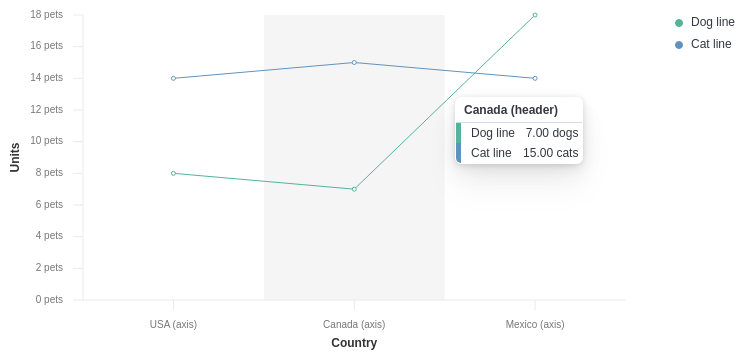 18 pets
16 pets
14 pets
12 pets
10 pets
8 pets
6 pets
4 pets
2 pets
0 pets
Units
USA (axis)
Canada (axis)
Mexico (axis)
Country
Canada (header)
Dog line 7.00 dogs
Cat line 15.00 cats
Dog line
Cat line